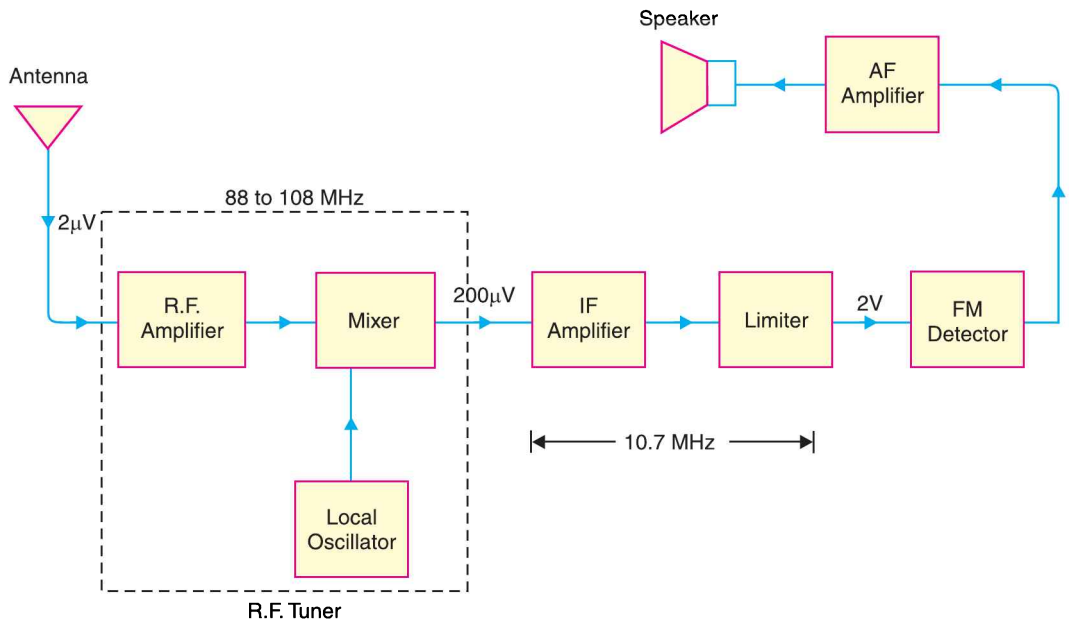 Speaker
Antenna
AF
Amplifier
88 to 108 MHz
2μV
R.F.
Amplifier
Mixer
200μV
IF
Amplifier
Limiter
2V
FM
Detector
10.7 MHz
Local
Oscillator
R.F. Tuner